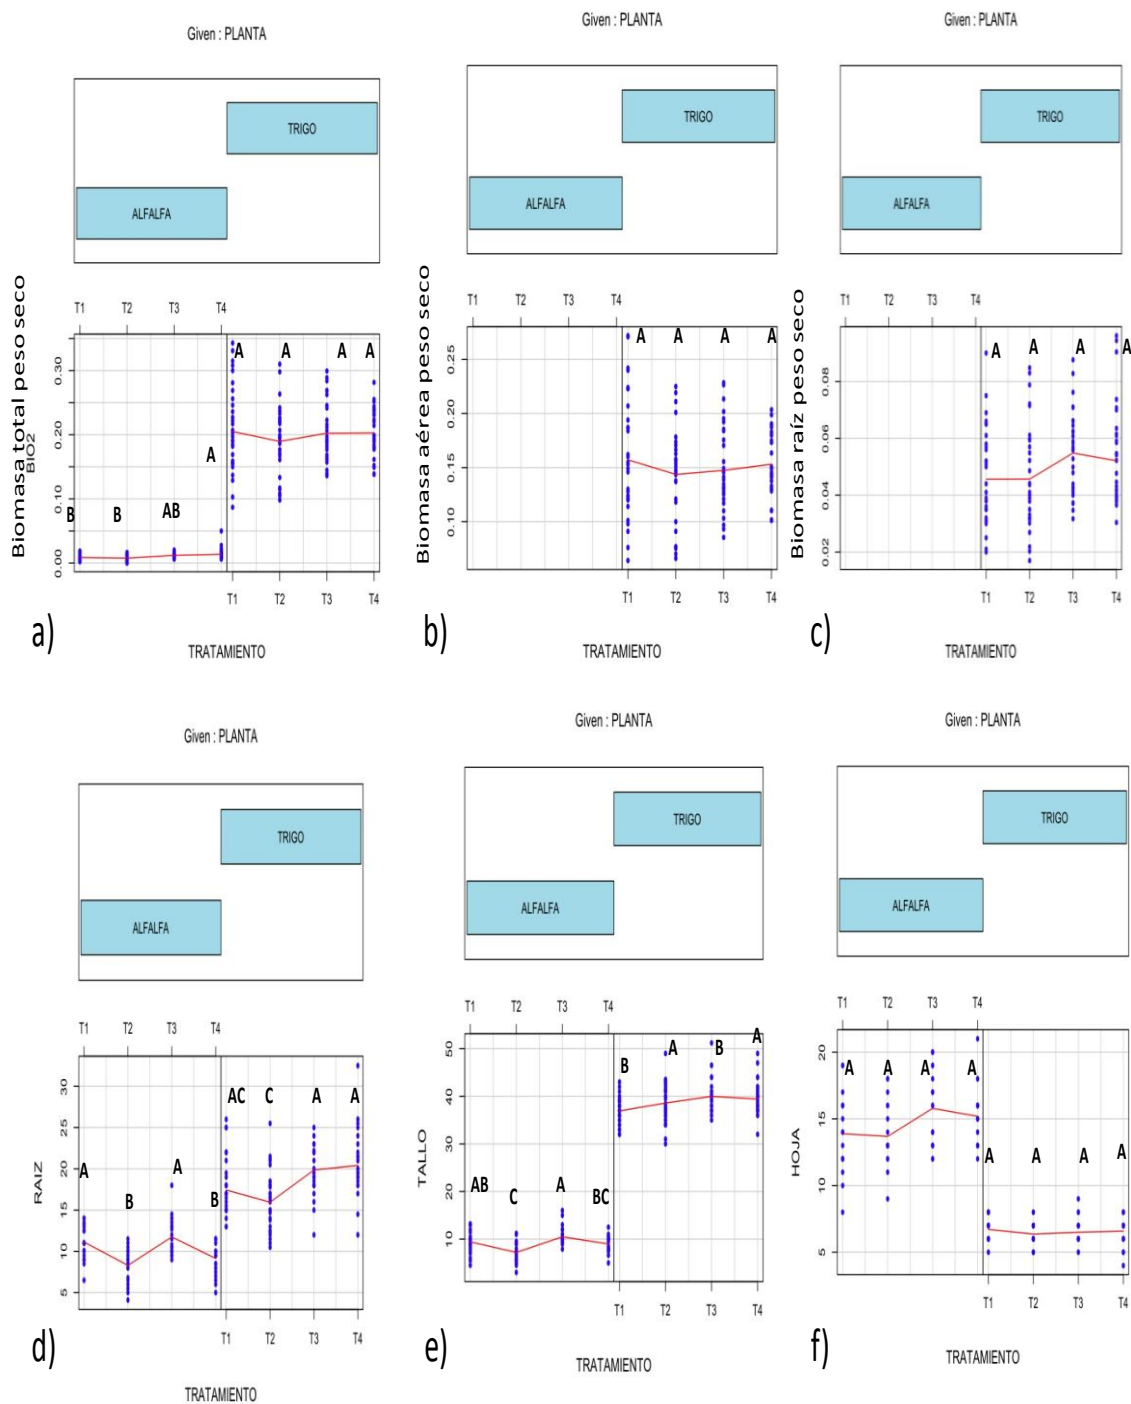 Given : PLANTA
TRIGO
ALFALFA
T1 T2 T3 T4
Biomasa total peso seco
BIO2
0.00 0.10 0.20 0.30
B B AB A A A A A
T1 T2 T3 T4
a)
TRATAMIENTO
Given : PLANTA
TRIGO
ALFALFA
T1 T2 T3 T4
Biomasa aérea peso seco
0.10 0.15 0.20 0.25
A A A A
T1 T2 T3 T4
b)
TRATAMIENTO
Given : PLANTA
TRIGO
ALFALFA
T1 T2 T3 T4
Biomasa raíz peso seco
0.02 0.04 0.06 0.08
A A A A
T1 T2 T3 T4
c)
TRATAMIENTO
Given : PLANTA
TRIGO
ALFALFA
T1 T2 T3 T4
RAIZ
5 10 15 20 25 30
A B A B AC C A A
T1 T2 T3 T4
d)
TRATAMIENTO
Given : PLANTA
TRIGO
ALFALFA
T1 T2 T3 T4
TALLO
10 20 30 40 50
AB C A BC B A B A
T1 T2 T3 T4
e)
TRATAMIENTO
Given : PLANTA
TRIGO
ALFALFA
T1 T2 T3 T4
HOJA
5 10 15 20
A A A A A A A A
T1 T2 T3 T4
f)
TRATAMIENTO